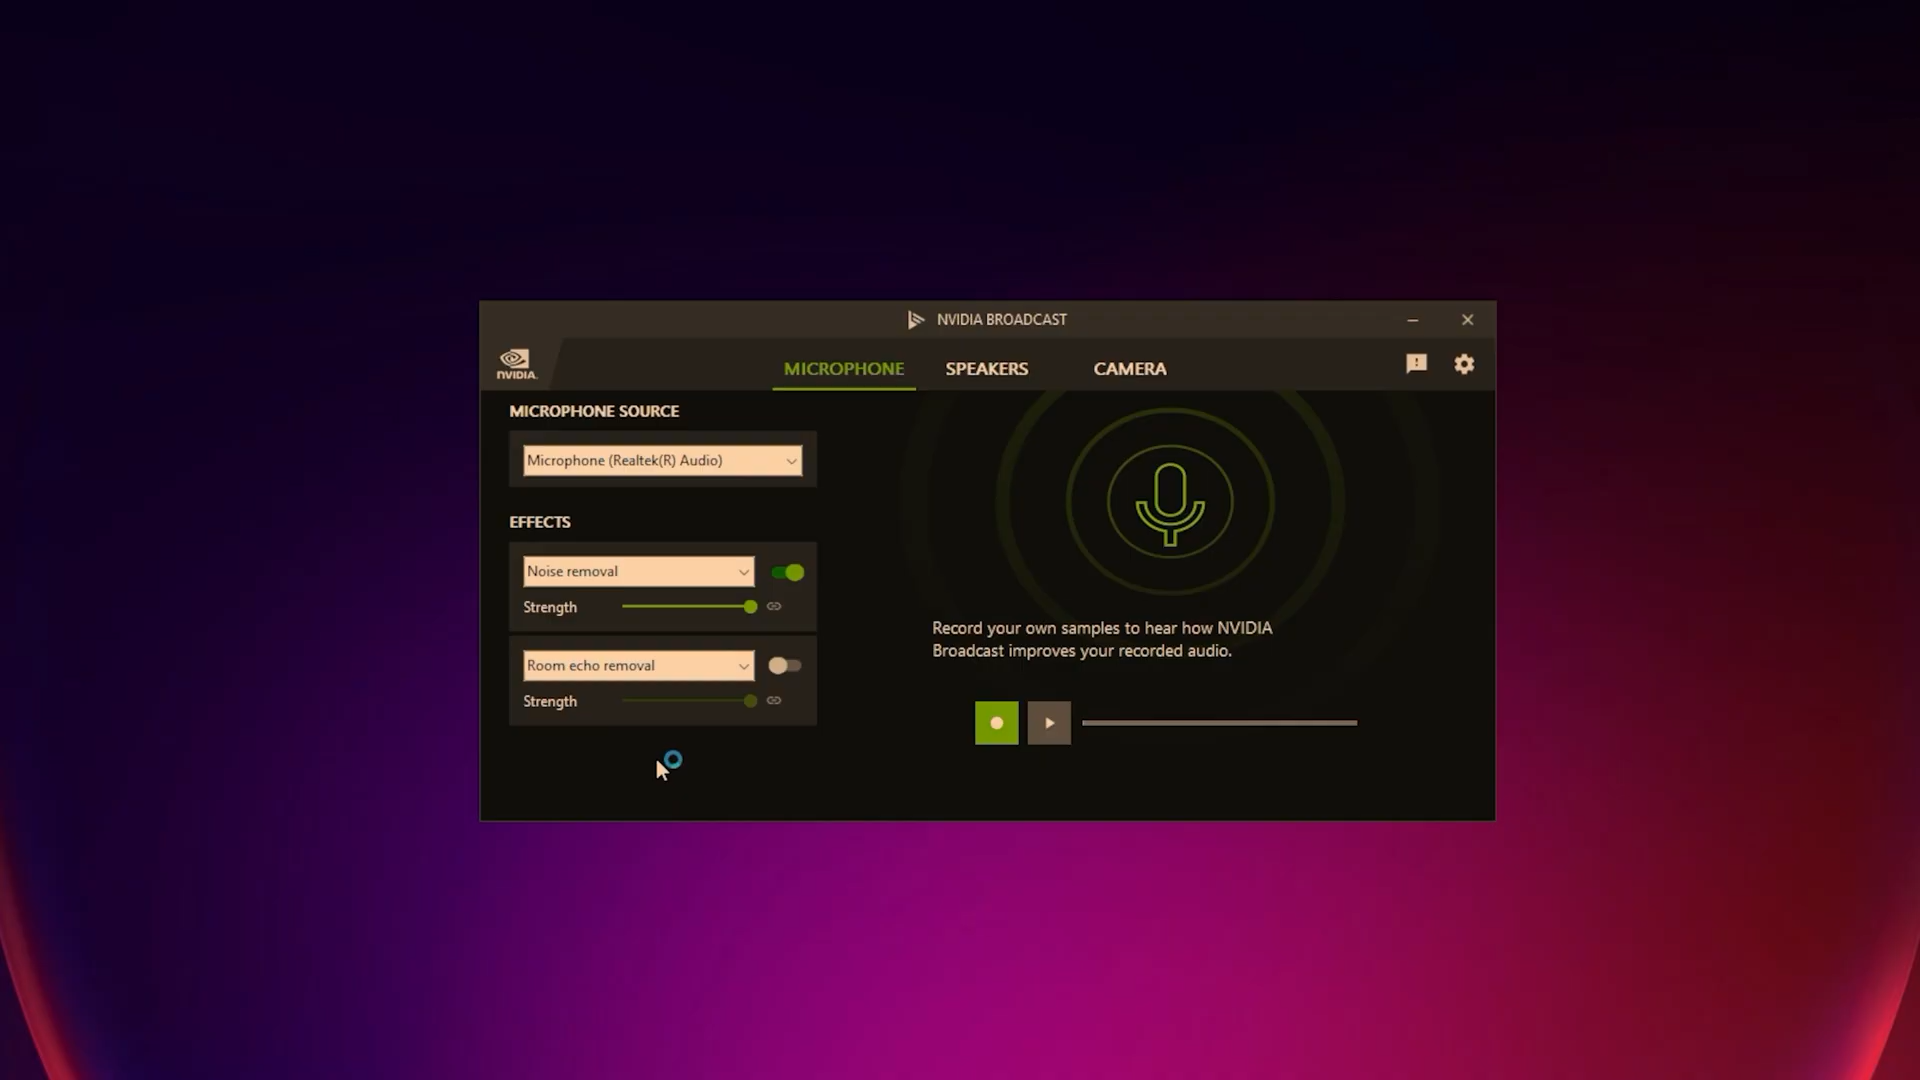 NVIDIA BROADCAST
NVIDIA.
MICROPHONE
SPEAKERS
CAMERA
MICROPHONE SOURCE
Microphone (Realtek(R) Audio)
EFFECTS
Noise removal
Strength
Room echo removal
Strength
Record your own samples to hear how NVIDIA
Broadcast improves your recorded audio.